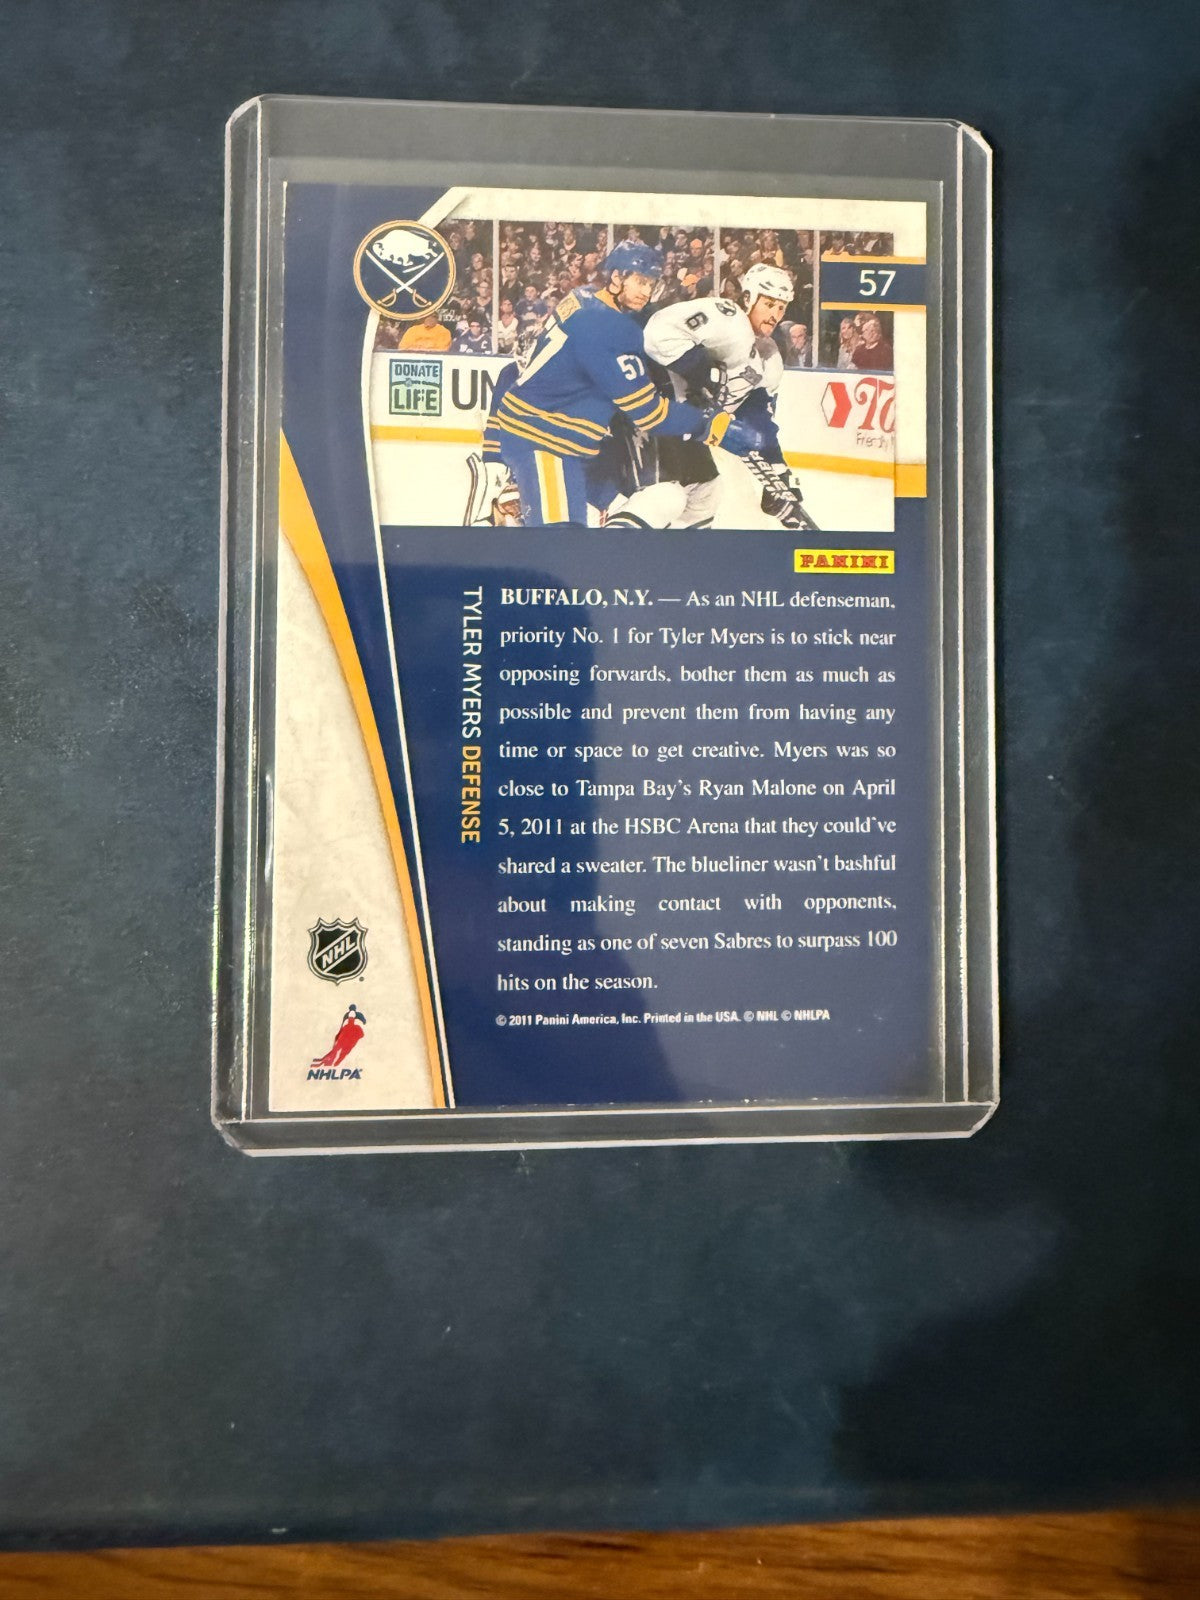 57
DONATE
LIFE
UN
57
6
Friendly
PANINI
TYLER MYERS DEFENSE
BUFFALO, N.Y. — As an NHL defenseman,
priority No. 1 for Tyler Myers is to stick near
opposing forwards, bother them as much as
possible and prevent them from having any
time or space to get creative. Myers was so
close to Tampa Bay's Ryan Malone on April
5, 2011 at the HSBC Arena that they could've
shared a sweater. The blueliner wasn't bashful
about making contact with opponents,
standing as one of seven Sabres to surpass 100
hits on the season.
© 2011 Panini America, Inc. Printed in the USA. © NHL © NHLPA
NHL
NHLPA